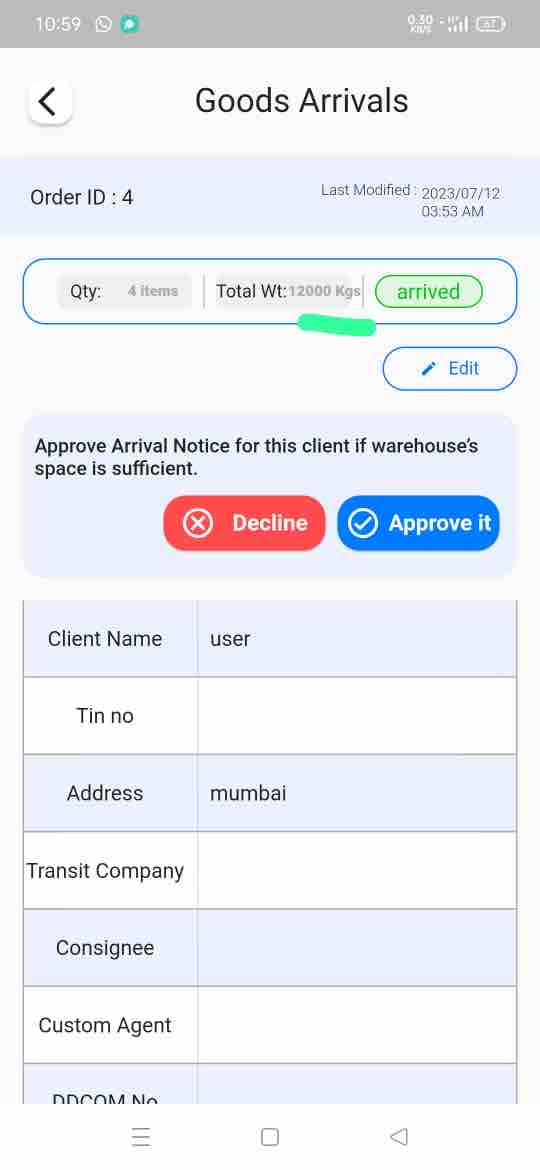 10:59
0.30
KB/S
67
Goods Arrivals
Order ID : 4
Last Modified : 2023/07/12
03:53 AM
Qty: 4 items Total Wt: 12000 Kgs arrived
Edit
Approve Arrival Notice for this client if warehouse's
space is sufficient.
Decline Approve it
Client Name user
Tin no
Address mumbai
Transit Company
Consignee
Custom Agent
DDCOM No